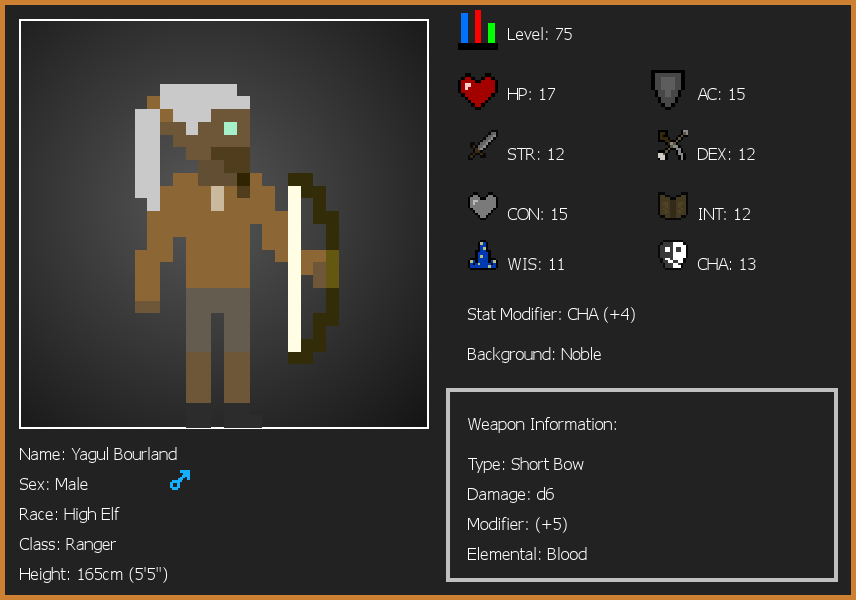 Level: 75
HP: 17
AC: 15
STR: 12
DEX: 12
CON: 15
INT: 12
WIS: 11
CHA: 13
Stat Modifier: CHA (+4)
Background: Noble
Weapon Information:
Type: Short Bow
Damage: d6
Modifier: (+5)
Elemental: Blood
Name: Yagul Bourland
Sex: Male
Race: High Elf
Class: Ranger
Height: 165cm (5'5")